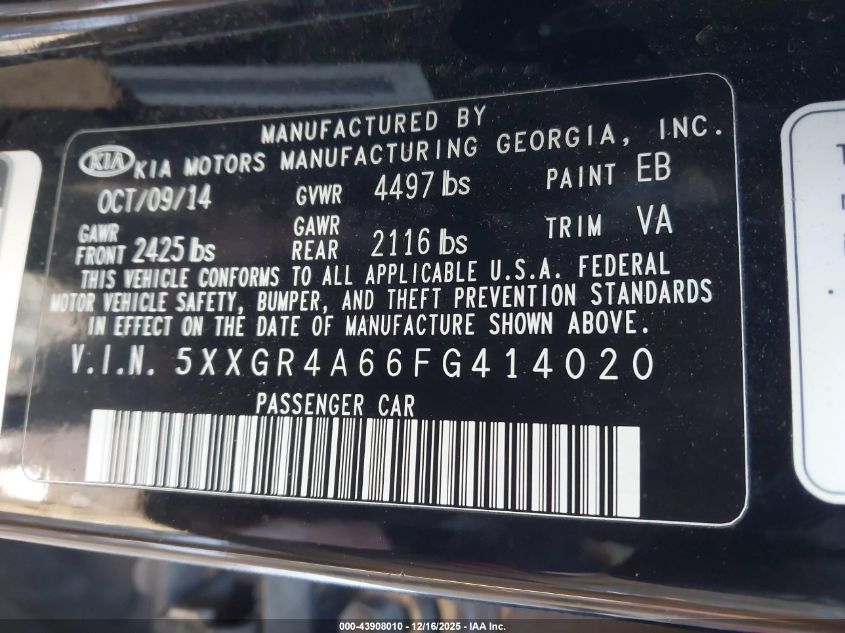 MANUFACTURED BY
KIA KIA MOTORS MANUFACTURING GEORGIA, INC.
OCT/09/14 GVWR 4497 lbs PAINT EB
GAWR FRONT 2425 lbs GAWR REAR 2116 lbs TRIM VA
THIS VEHICLE CONFORMS TO ALL APPLICABLE U.S.A. FEDERAL
MOTOR VEHICLE SAFETY, BUMPER, AND THEFT PREVENTION STANDARDS
IN EFFECT ON THE DATE OF MANUFACTURE SHOWN ABOVE.
V.I.N. 5XXGR4A66FG414020
PASSENGER CAR
000-43908010 - 12/16/2025 - IAA Inc.